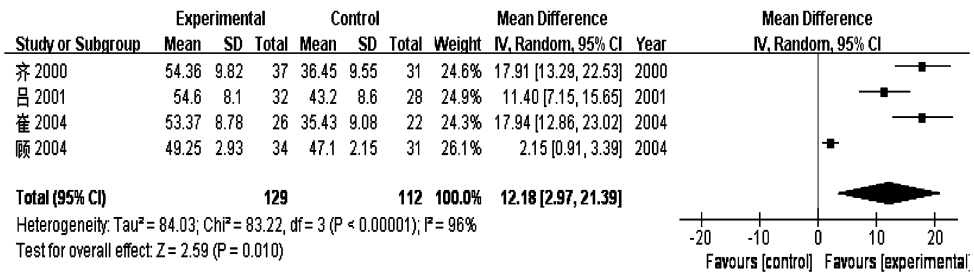 Experimental Control Mean Difference Mean Difference
Study or Subgroup Mean SD Total Mean SD Total Weight IV, Random, 95% CI Year IV, Random, 95% CI
齐 2000 54.36 9.82 37 36.45 9.55 31 24.6% 17.91 [13.29, 22.53] 2000
吕 2001 54.6 8.1 32 43.2 8.6 28 24.9% 11.40 [7.15, 15.65] 2001
崔 2004 53.37 8.78 26 35.43 9.08 22 24.3% 17.94 [12.86, 23.02] 2004
顾 2004 49.25 2.93 34 47.1 2.15 31 26.1% 2.15 [0.91, 3.39] 2004
Total (95% CI) 129 112 100.0% 12.18 [2.97, 21.39]
Heterogeneity: Tau² = 84.03; Chi² = 83.22, df = 3 (P < 0.00001); I² = 96%
Test for overall effect: Z = 2.59 (P = 0.010)
-20 -10 0 10 20
Favours [control] Favours [experimental]